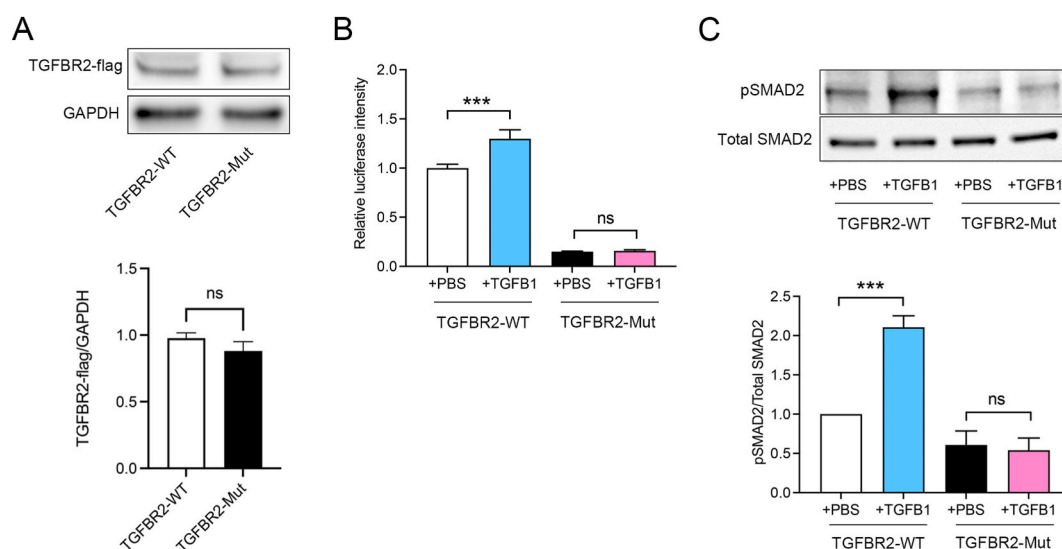 A
TGFBR2-flag
GAPDH
TGFBR2-WT
TGFBR2-Mut
TGFBR2-flag/GAPDH
1.5
1.0
0.5
0.0
ns
TGFBR2-WT
TGFBR2-Mut
B
Relative luciferase intensity
2.0
1.5
1.0
0.5
0.0
***
ns
+PBS +TGFB1 +PBS +TGFB1
TGFBR2-WT TGFBR2-Mut
C
pSMAD2
Total SMAD2
+PBS +TGFB1 +PBS +TGFB1
TGFBR2-WT TGFBR2-Mut
pSMAD2/Total SMAD2
2.5
2.0
1.5
1.0
0.5
0.0
***
ns
+PBS +TGFB1 +PBS +TGFB1
TGFBR2-WT TGFBR2-Mut